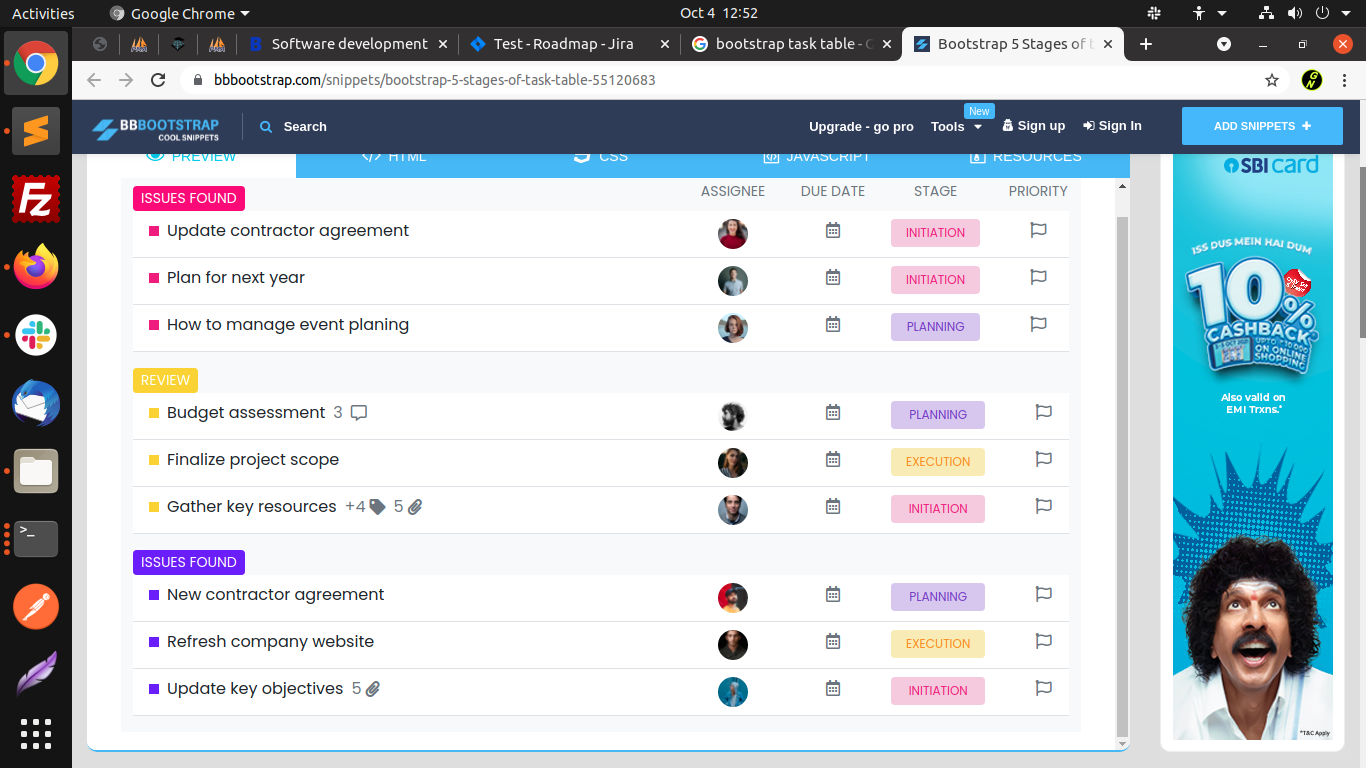 Activities
Google Chrome
Oct 4 12:52
Software development
Test - Roadmap - Jira
bootstrap task table -
Bootstrap 5 Stages of
bbbootstrap.com/snippets/bootstrap-5-stages-of-task-table-55120683
BBBOOTSTRAP
COOL SNIPPETS
Search
Upgrade - go pro
Tools
New
Sign up
Sign In
ADD SNIPPETS +
PREVIEW
HTML
CSS
JAVASCRIPT
RESOURCES
ISSUES FOUND
ASSIGNEE
DUE DATE
STAGE
PRIORITY
Update contractor agreement
INITIATION
Plan for next year
INITIATION
How to manage event planing
PLANNING
REVIEW
Budget assessment 3
PLANNING
Finalize project scope
EXECUTION
Gather key resources +4 5
INITIATION
ISSUES FOUND
New contractor agreement
PLANNING
Refresh company website
EXECUTION
Update key objectives 5
INITIATION
SBI card
ISS DUS MEIN HAI DUM
10%
CASHBACK*
ON ONLINE
SHOPPING
Also valid on
EMI Trxns.*
*T&C Apply